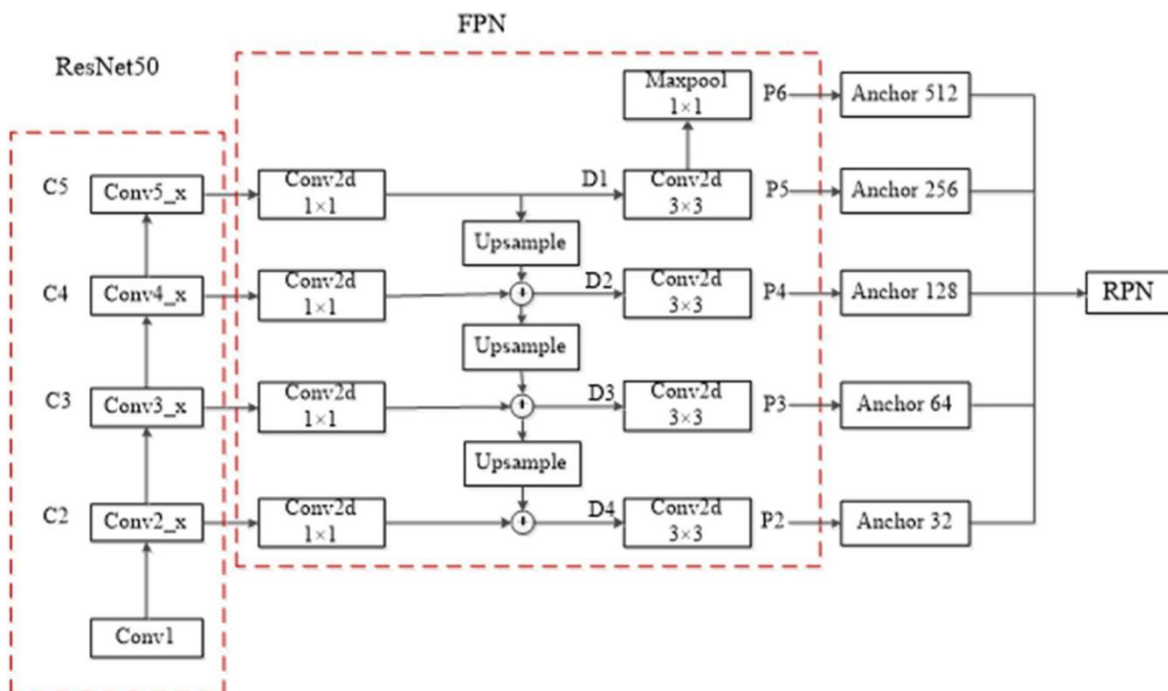 FPN
ResNet50
Maxpool
1×1
P6
Anchor 512
C5
Conv5_x
Conv2d
1×1
D1
Conv2d
3×3
P5
Anchor 256
Upsample
C4
Conv4_x
Conv2d
1×1
+
D2
Conv2d
3×3
P4
Anchor 128
RPN
Upsample
C3
Conv3_x
Conv2d
1×1
+
D3
Conv2d
3×3
P3
Anchor 64
Upsample
C2
Conv2_x
Conv2d
1×1
+
D4
Conv2d
3×3
P2
Anchor 32
Conv1